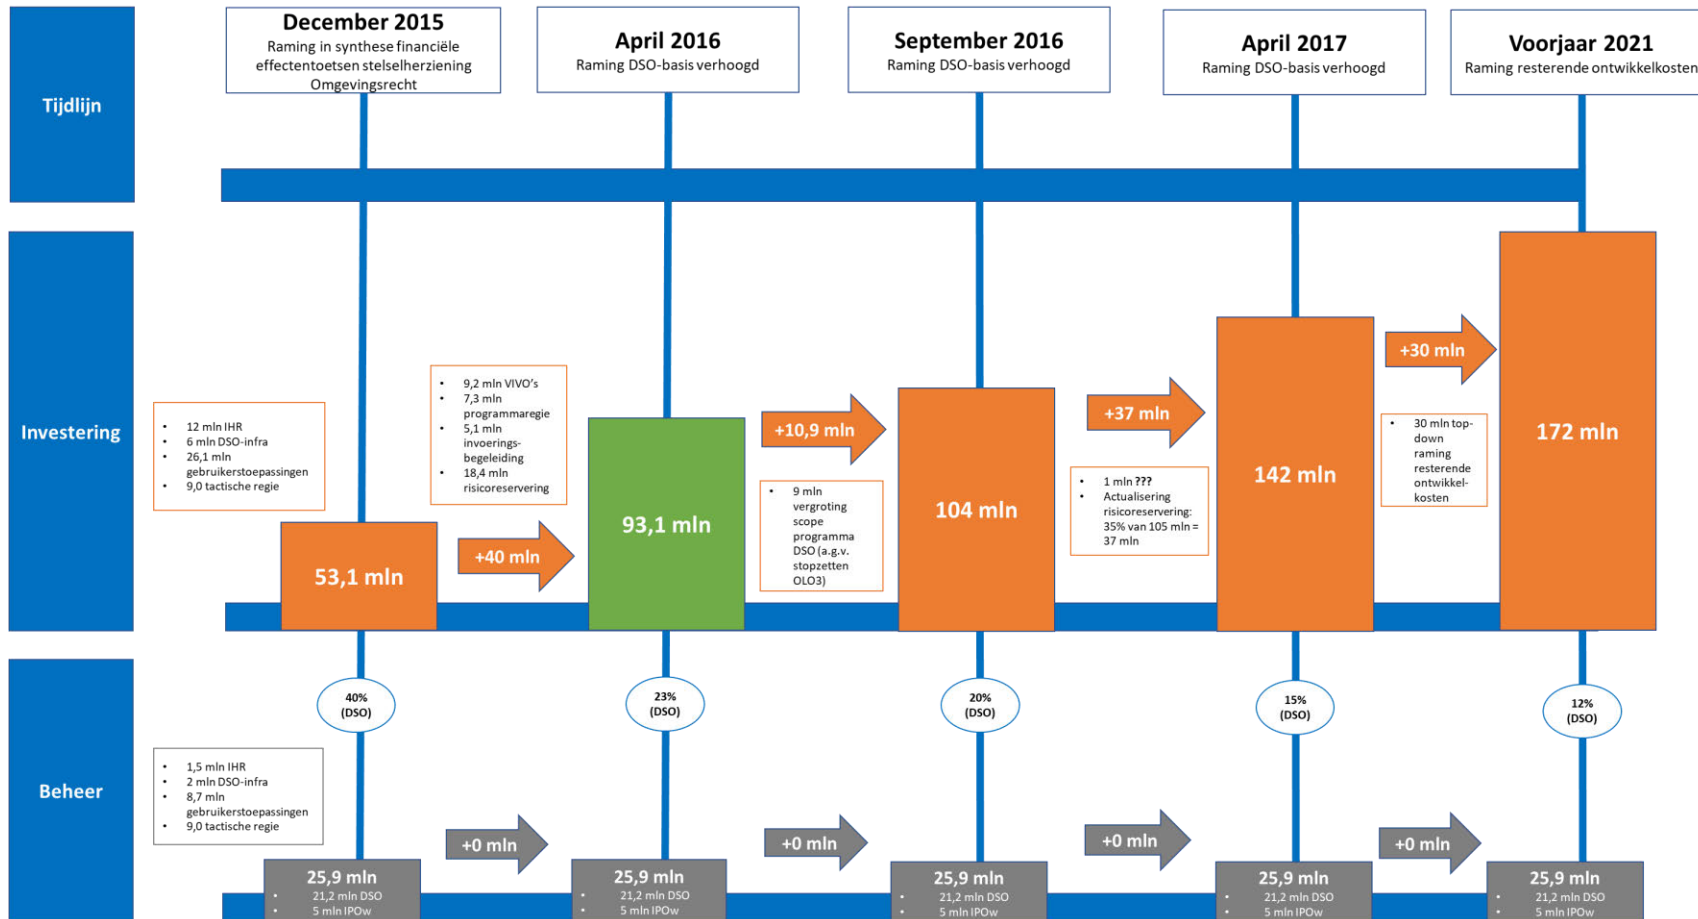 Tijdlijn
December 2015
Raming in synthese financiële
effectentoetsen stelselherziening
Omgevingsrecht
April 2016
Raming DSO-basis verhoogd
September 2016
Raming DSO-basis verhoogd
April 2017
Raming DSO-basis verhoogd
Voorjaar 2021
Raming resterende ontwikkelkosten
Investering
• 12 mln IHR
• 6 mln DSO-infra
• 26,1 mln
gebruikerstoepassingen
• 9,0 tactische regie
53,1 mln
• 9,2 mln VIVO's
• 7,3 mln
programmaregie
• 5,1 mln
invoerings-
begeleiding
• 18,4 mln
risicoreservering
+40 mln
93,1 mln
+10,9 mln
• 9 mln
vergroting
scope
programma
DSO (a.g.v.
stopzetten
OLO3)
104 mln
+37 mln
• 1 mln ???
• Actualisering
risicoreservering:
35% van 105 mln =
37 mln
142 mln
+30 mln
• 30 mln top-
down
raming
resterende
ontwikkel-
kosten
172 mln
Beheer
40%
(DSO)
23%
(DSO)
20%
(DSO)
15%
(DSO)
12%
(DSO)
• 1,5 mln IHR
• 2 mln DSO-infra
• 8,7 mln
gebruikerstoepassingen
• 9,0 tactische regie
25,9 mln
• 21,2 mln DSO
• 5 mln IPOw
+0 mln
25,9 mln
• 21,2 mln DSO
• 5 mln IPOw
+0 mln
25,9 mln
• 21,2 mln DSO
• 5 mln IPOw
+0 mln
25,9 mln
• 21,2 mln DSO
• 5 mln IPOw
+0 mln
25,9 mln
• 21,2 mln DSO
• 5 mln IPOw